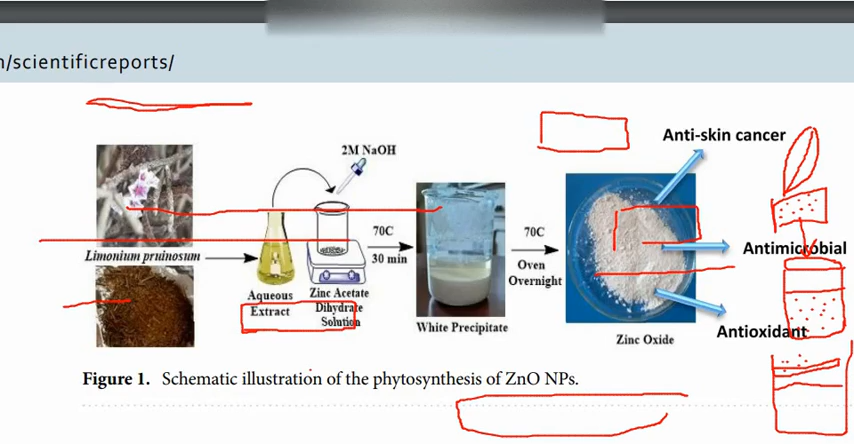 n/scientificreports/
Anti-skin cancer
2M NaOH
70C
30 min
70C
Oven
Overnight
Antimicrobial
Limonium pruinosum
Aqueous
Extract
Zinc Acetate
Dihydrate
Solution
White Precipitate
Antioxidant
Zinc Oxide
Figure 1. Schematic illustration of the phytosynthesis of ZnO NPs.